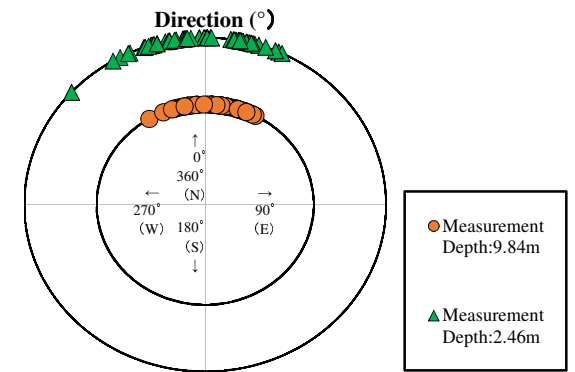 Direction (°)
↑
0°
360°
(N)
← →
270° 90°
(W) 180° (E)
(S)
↓
Measurement
Depth:9.84m
Measurement
Depth:2.46m